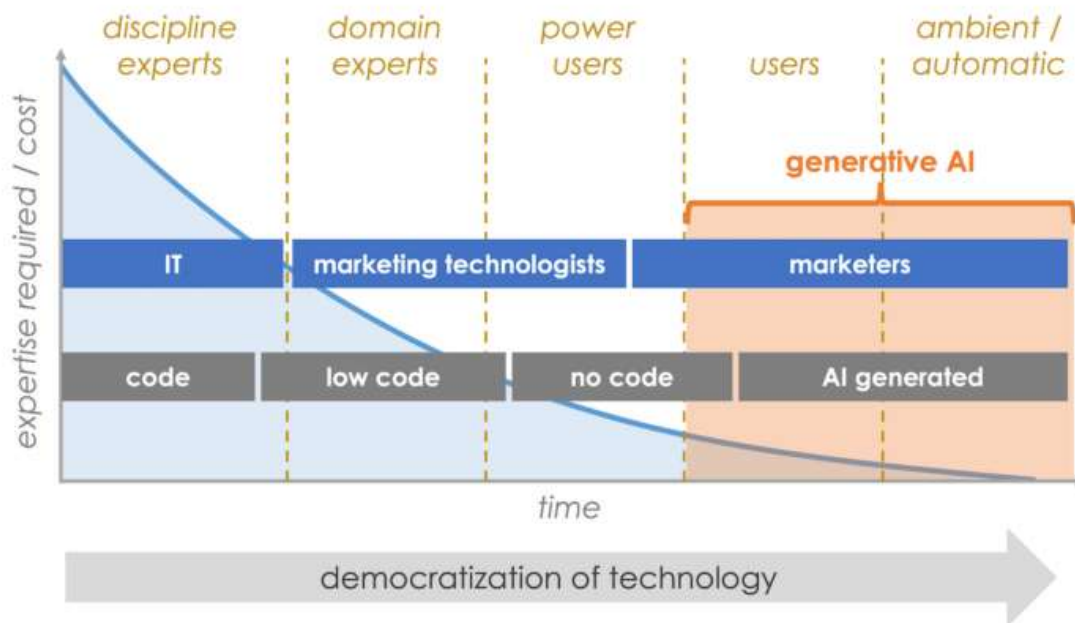 discipline experts
domain experts
power users
users
ambient / automatic
generative AI
expertise required / cost
IT
marketing technologists
marketers
code
low code
no code
AI generated
time
democratization of technology